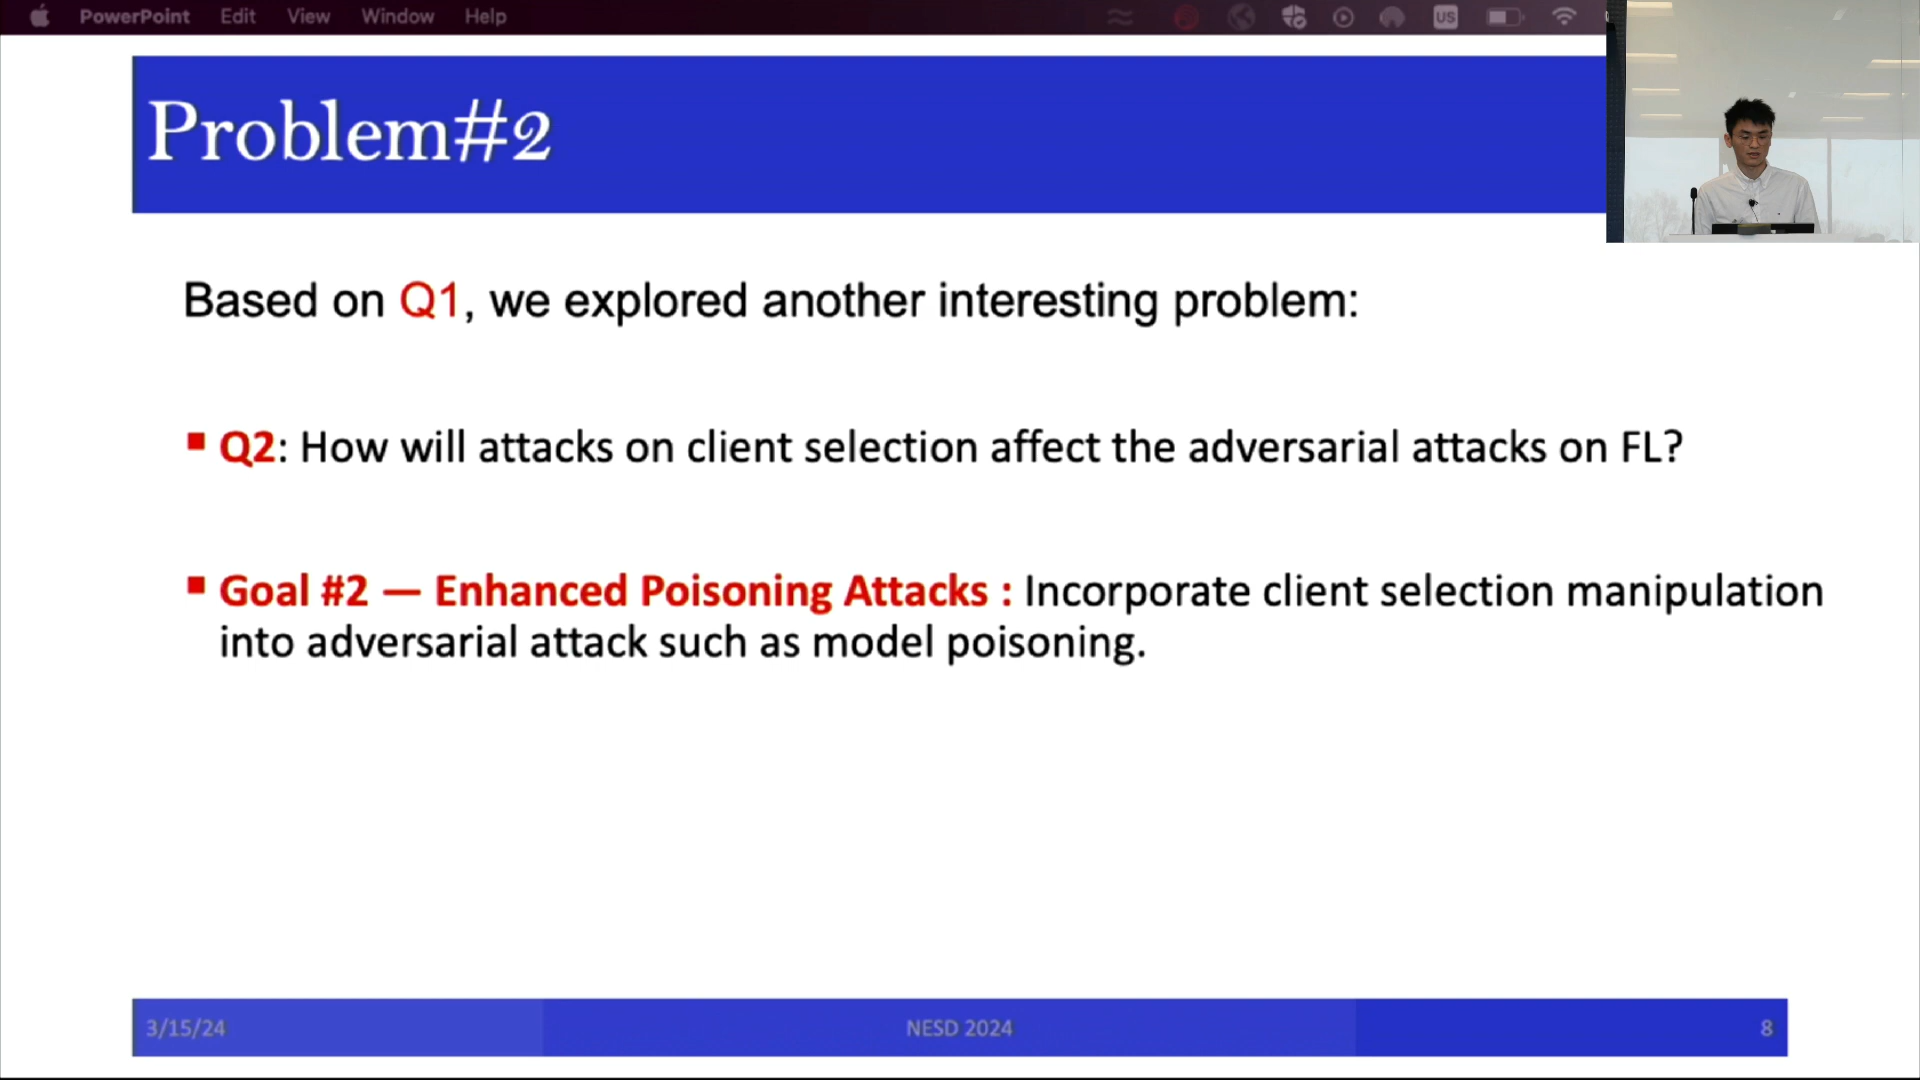 PowerPoint Edit View Window Help US
Problem#2
Based on Q1, we explored another interesting problem:
Q2: How will attacks on client selection affect the adversarial attacks on FL?
Goal #2 — Enhanced Poisoning Attacks : Incorporate client selection manipulation
into adversarial attack such as model poisoning.
3/15/24 NESD 2024 8